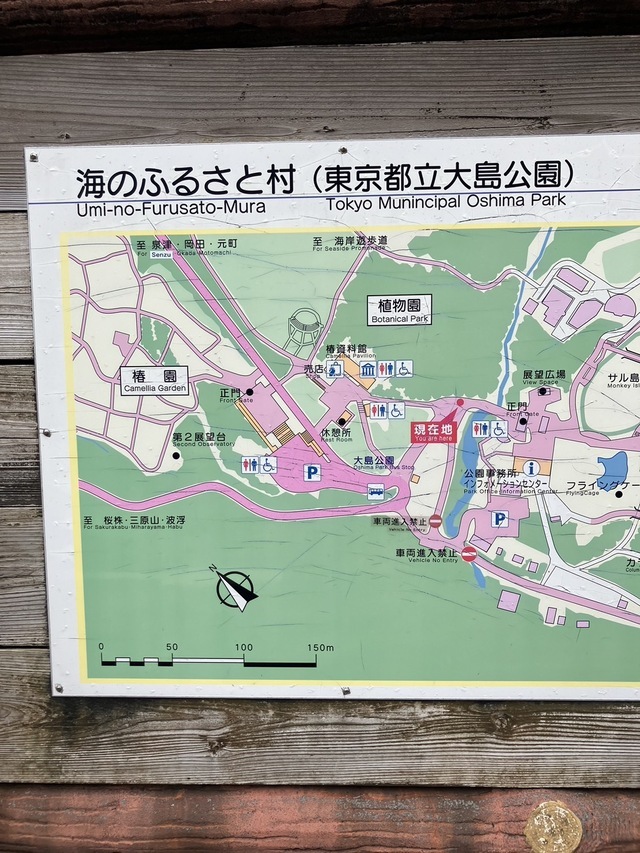 海のふるさと村（東京都立大島公園）
Umi-no-Furusato-Mura Tokyo Munincipal Oshima Park
至 泉津・岡田・元町
For Senzu Okada Motomachi
至 海岸遊歩道
For Seaside Promenade
植物園
Botanical Park
椿資料館
Camellia Pavilion
売店
椿 園
Camellia Garden
正門
Front Gate
展望広場
View Space
サル島
Monkey Isl
正門
Front Gate
現在地
You are here
休憩所
Rest Room
第2展望台
Second Observatory
大島公園
Oshima Park Bus Stop
P
公園事務所
インフォメーションセンター
Park Office Information Center
i
フライングケー
FlyingCage
P
至 桜株・三原山・波浮
For Sakurakabu·Miharayama·Habu
車両進入禁止
Vehicle No Entry
車両進入禁止
Vehicle No Entry
カ
N
0 50 100 150m